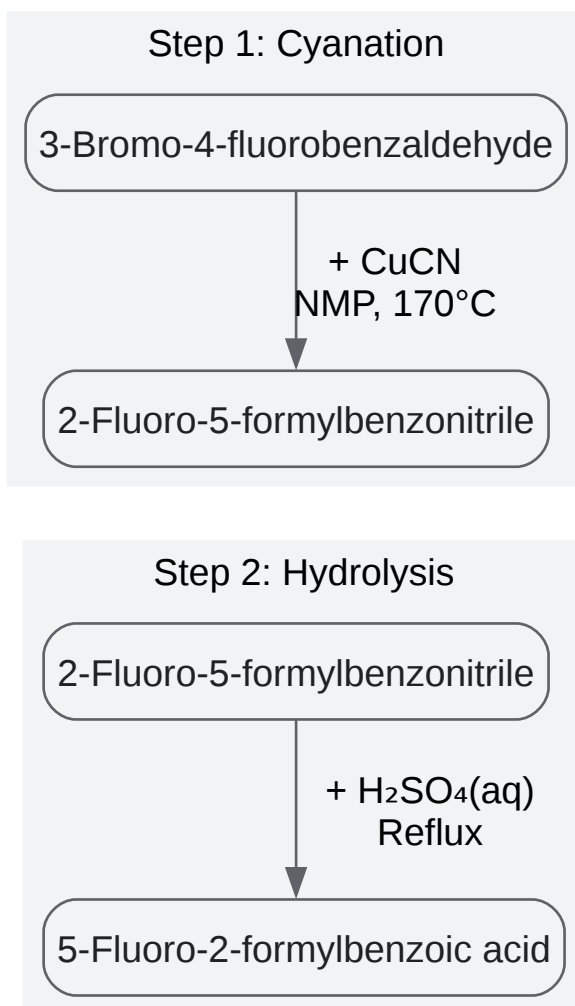 Step 1: Cyanation
3-Bromo-4-fluorobenzaldehyde
+ CuCN
NMP, 170°C
2-Fluoro-5-formylbenzonitrile
Step 2: Hydrolysis
2-Fluoro-5-formylbenzonitrile
+ H₂SO₄(aq)
Reflux
5-Fluoro-2-formylbenzoic acid